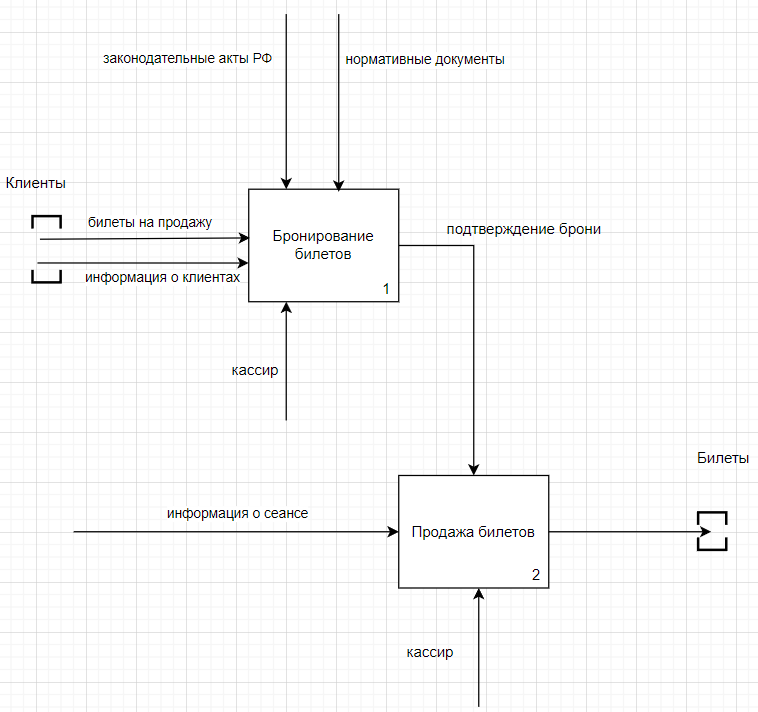 законодательные акты РФ
нормативные документы
Клиенты
билеты на продажу
информация о клиентах
Бронирование
билетов
1
подтверждение брони
кассир
Билеты
информация о сеансе
Продажа билетов
2
кассир